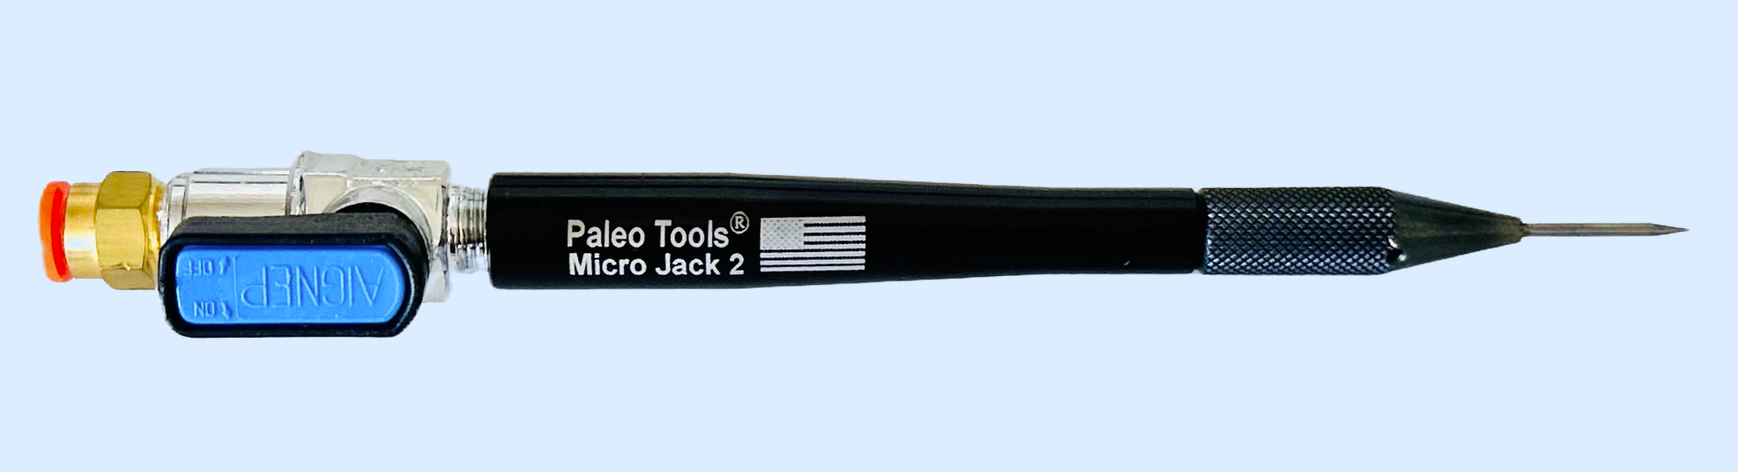 Paleo Tools®
Micro Jack 2
AIGNEP
OFF
ON